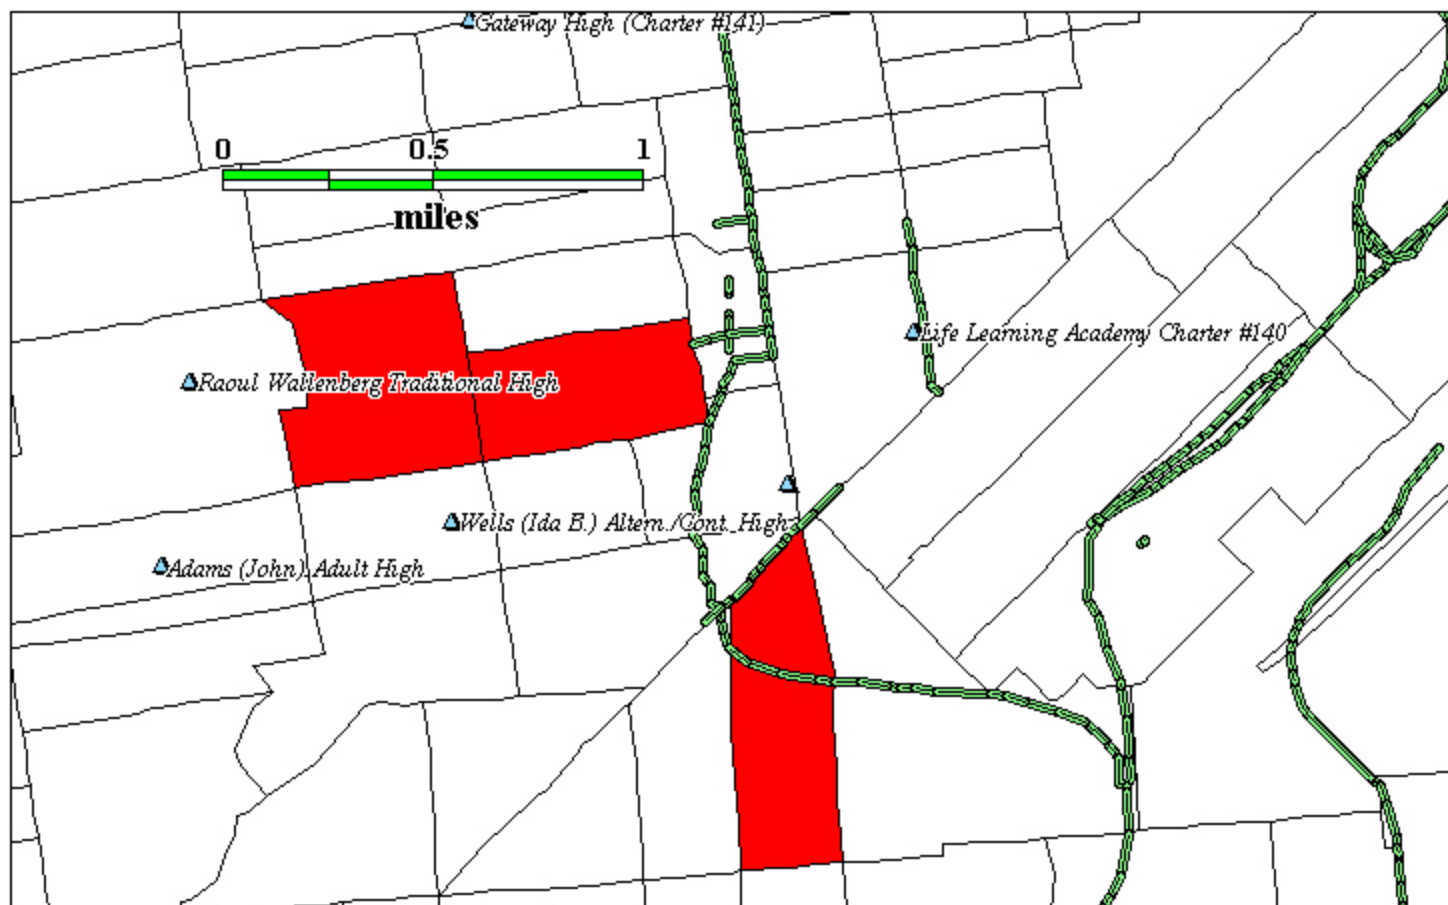 Gateway High (Charter #141)
0 0.5 1
miles
Life Learning Academy Charter #140
Raoul Wallenberg Traditional High
Wells (Ida B.) Altern./Cont. High
Adams (John) Adult High